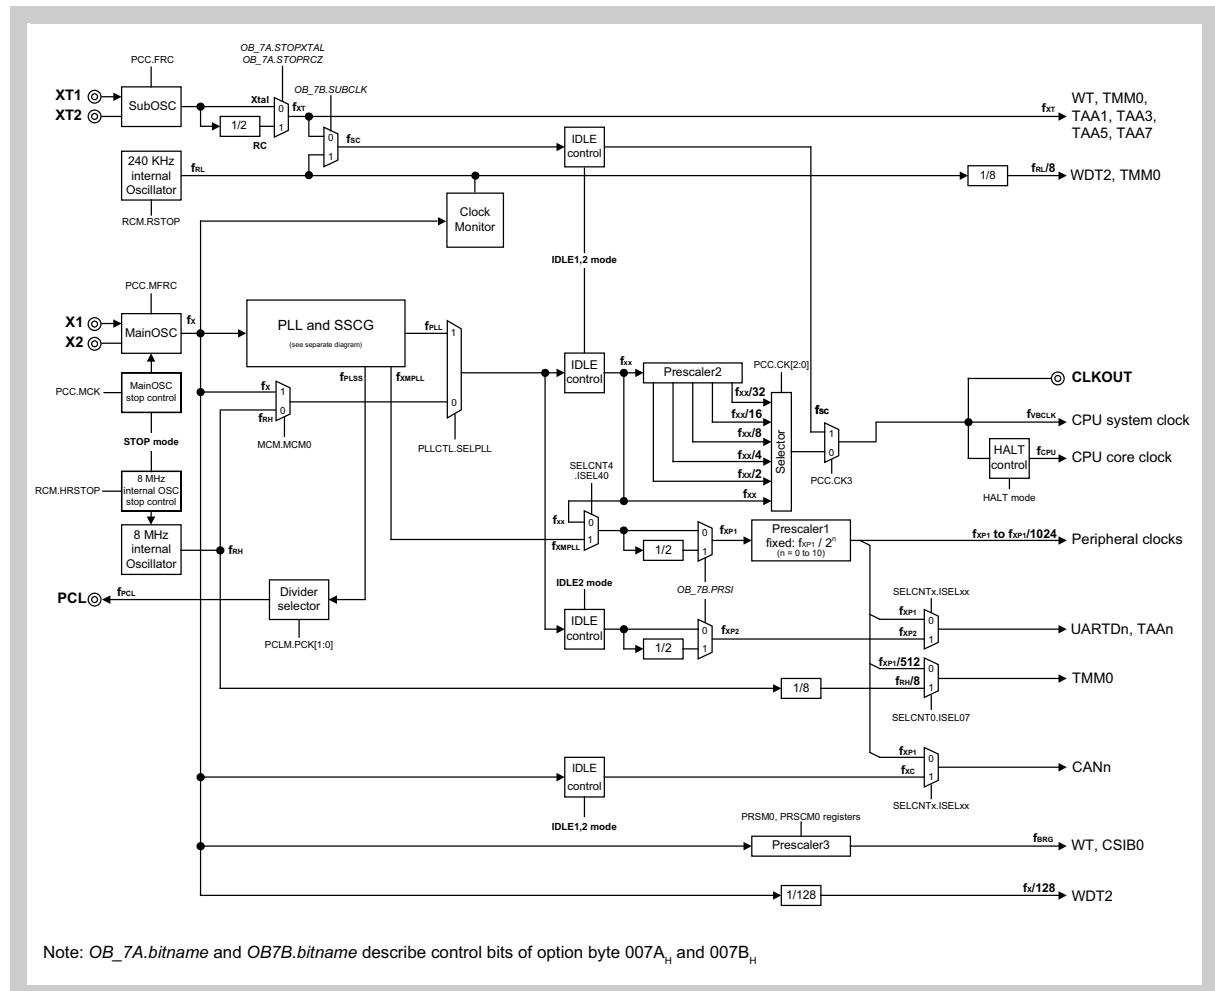 OB_7A.STOPXTAL
OB_7A.STOPRCZ
PCC.FRC
OB_7B.SUBCLK
XT1
XT2
SubOSC
Xtal
0
1
fXT
1/2
RC
0
1
fSC
IDLE
control
fXT
WT, TMM0,
TAA1, TAA3,
TAA5, TAA7
240 KHz
internal
Oscillator
fRL
RCM.RSTOP
1/8
fRL/8
WDT2, TMM0
Clock
Monitor
IDLE1,2 mode
PCC.MFRC
X1
X2
MainOSC
fX
PLL and SSCG
(see separate diagram)
fPLL
1
0
fPLSS
fXMPLL
PLLCTL.SELPLL
IDLE
control
fxx
Prescaler2
PCC.CK[2:0]
fxx/32
fxx/16
fxx/8
fxx/4
fxx/2
fxx
Selector
fSC
1
0
PCC.CK3
CLKOUT
fVBCLK
CPU system clock
HALT
control
fCPU
CPU core clock
HALT mode
PCC.MCK
MainOSC
stop control
STOP mode
fX
1
fRH
0
MCM.MCM0
RCM.HRSTOP
8 MHz
internal OSC
stop control
8 MHz
internal
Oscillator
fRH
SELCNT4
.ISEL40
fxx
0
fXMPLL
1
1/2
0
1
fXP1
Prescaler1
fixed: fXP1 / 2n
(n = 0 to 10)
fXP1 to fXP1/1024
Peripheral clocks
OB_7B.PRSI
PCL
fPCL
Divider
selector
PCLM.PCK[1:0]
IDLE2 mode
IDLE
control
1/2
0
1
fXP2
SELCNTx.ISELxx
fXP1
0
fXP2
1
UARTDn, TAAn
fXP1/512
0
1/8
fRH/8
1
TMM0
SELCNT0.ISEL07
fXP1
0
IDLE
control
fXC
1
CANn
SELCNTx.ISELxx
IDLE1,2 mode
PRSM0, PRSCM0 registers
Prescaler3
fBRG
WT, CSIB0
1/128
fX/128
WDT2
Note: OB_7A.bitname and OB7B.bitname describe control bits of option byte 007AH and 007BH